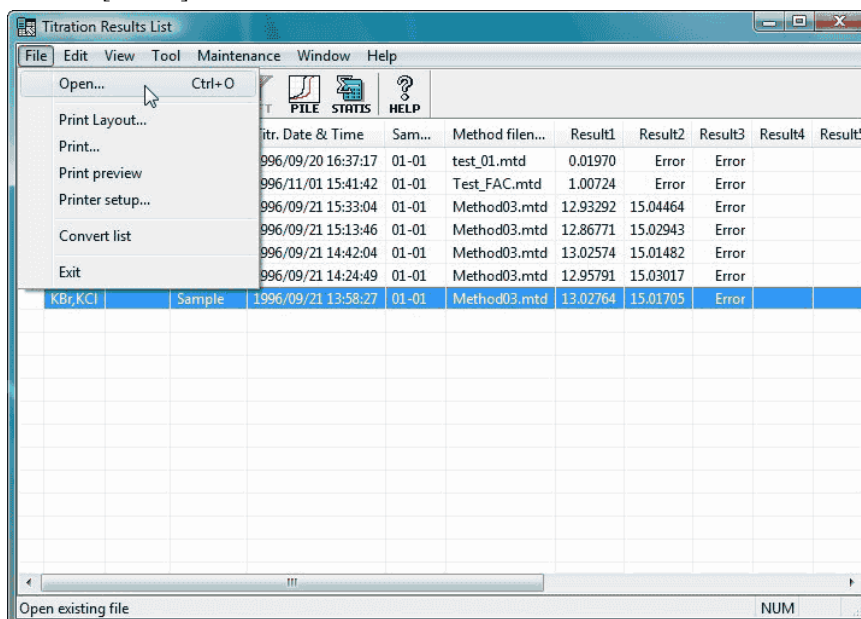 Titration Results List
File Edit View Tool Maintenance Window Help
Open... Ctrl+O
Print Layout...
Print...
Print preview
Printer setup...
Convert list
Exit
PILE STATIS HELP
Titr. Date & Time Sam... Method filen... Result1 Result2 Result3 Result4 Result5
1996/09/20 16:37:17 01-01 test_01.mtd 0.01970 Error Error
1996/11/01 15:41:42 01-01 Test_FAC.mtd 1.00724 Error Error
1996/09/21 15:33:04 01-01 Method03.mtd 12.93292 15.04464 Error
1996/09/21 15:13:46 01-01 Method03.mtd 12.86771 15.02943 Error
1996/09/21 14:42:04 01-01 Method03.mtd 13.02574 15.01482 Error
1996/09/21 14:24:49 01-01 Method03.mtd 12.95791 15.03017 Error
KBr,KCl Sample 1996/09/21 13:58:27 01-01 Method03.mtd 13.02764 15.01705 Error
Open existing file NUM